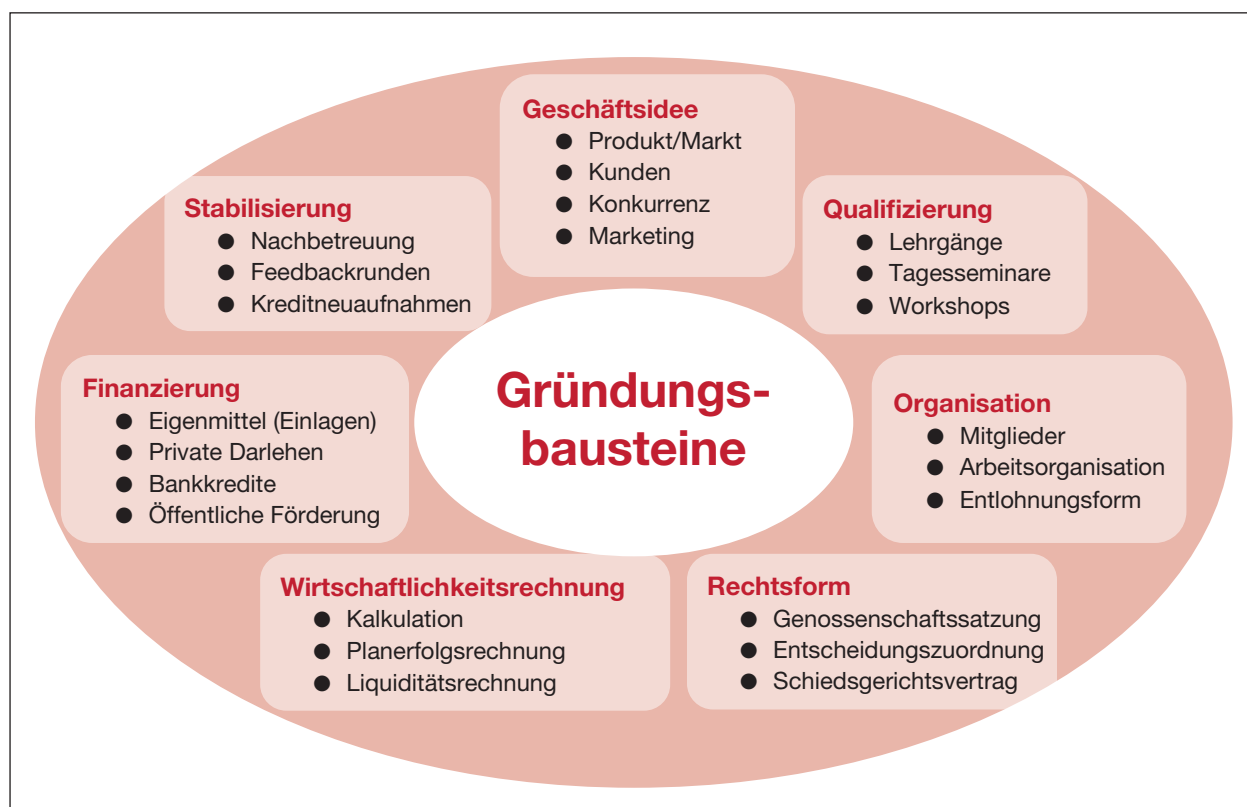 Geschäftsidee
● Produkt/Markt
● Kunden
● Konkurrenz
● Marketing
Qualifizierung
● Lehrgänge
● Tagesseminare
● Workshops
Organisation
● Mitglieder
● Arbeitsorganisation
● Entlohnungsform
Rechtsform
● Genossenschaftssatzung
● Entscheidungszuordnung
● Schiedsgerichtsvertrag
Wirtschaftlichkeitsrechnung
● Kalkulation
● Planerfolgsrechnung
● Liquiditätsrechnung
Finanzierung
● Eigenmittel (Einlagen)
● Private Darlehen
● Bankkredite
● Öffentliche Förderung
Stabilisierung
● Nachbetreuung
● Feedbackrunden
● Kreditneuaufnahmen
Gründungs-
bausteine